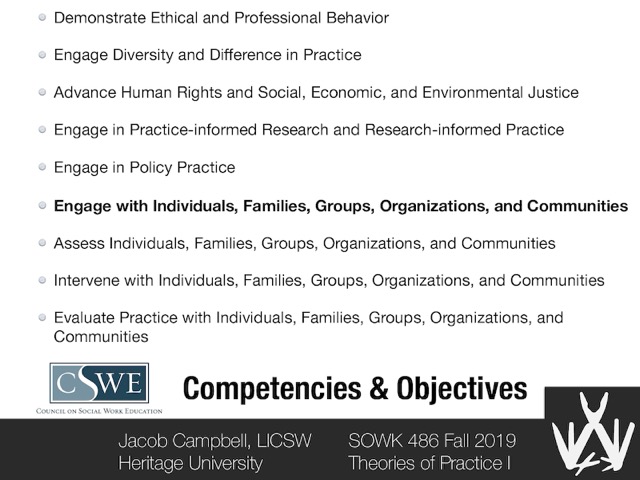 Demonstrate Ethical and Professional Behavior
Engage Diversity and Difference in Practice
Advance Human Rights and Social, Economic, and Environmental Justice
Engage in Practice-informed Research and Research-informed Practice
Engage in Policy Practice
Engage with Individuals, Families, Groups, Organizations, and Communities
Assess Individuals, Families, Groups, Organizations, and Communities
Intervene with Individuals, Families, Groups, Organizations, and Communities
Evaluate Practice with Individuals, Families, Groups, Organizations, and
Communities
CSWE
Council on Social Work Education
Competencies & Objectives
Jacob Campbell, LICSW
Heritage University
SOWK 486 Fall 2019
Theories of Practice I